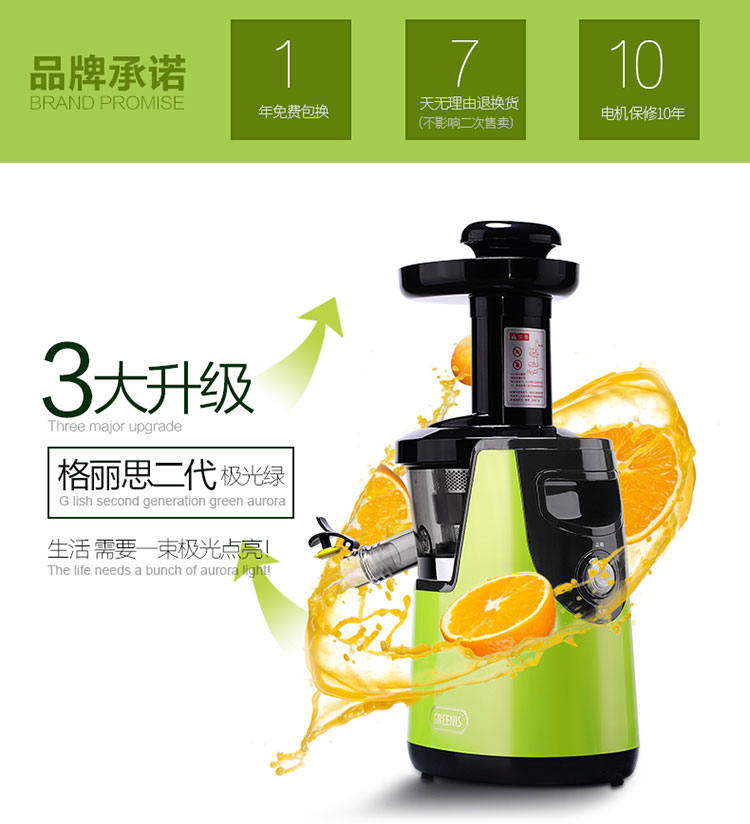 品牌承诺
BRAND PROMISE
1
年免费包换
7
天无理由退换货
(不影响二次售卖)
10
电机保修10年
3大升级
Three major upgrade
格丽思二代 极光绿
G lish second generation green aurora
生活 需要一束极光点亮!
The life needs a bunch of aurora light!!
GREENIS